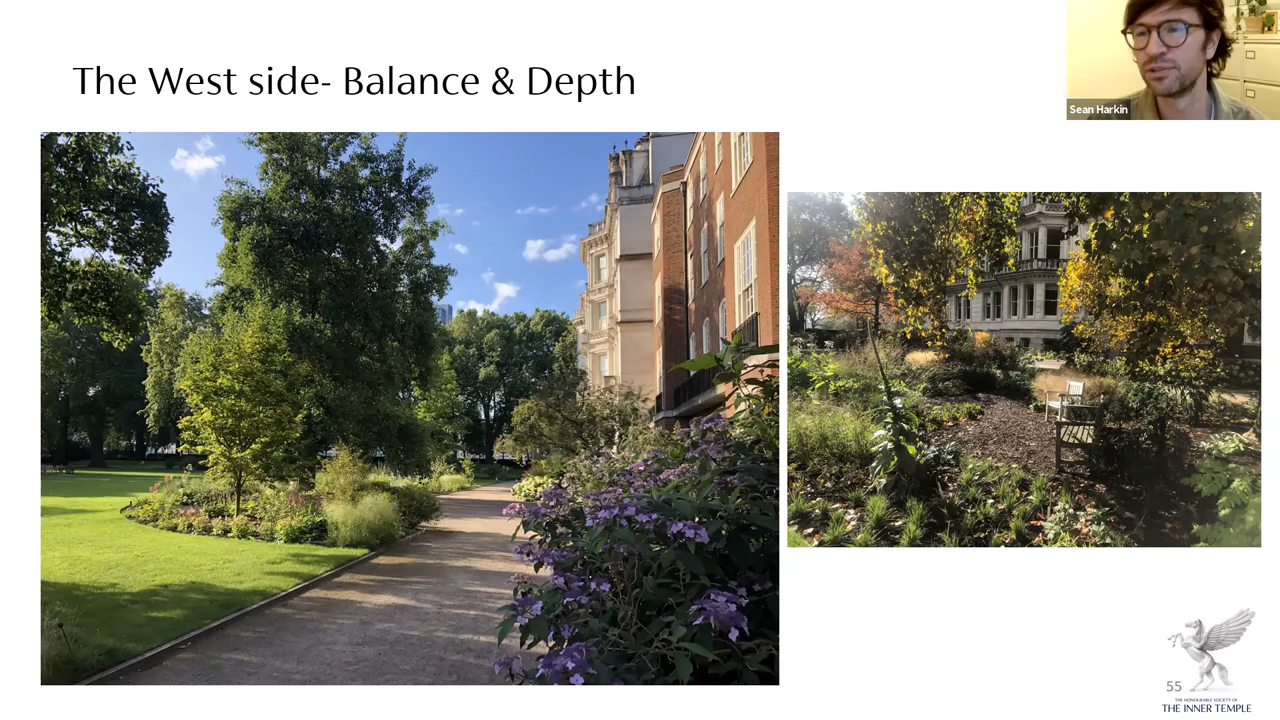 The West side- Balance & Depth
Sean Harkin
55
THE HONOURABLE SOCIETY OF
THE INNER TEMPLE